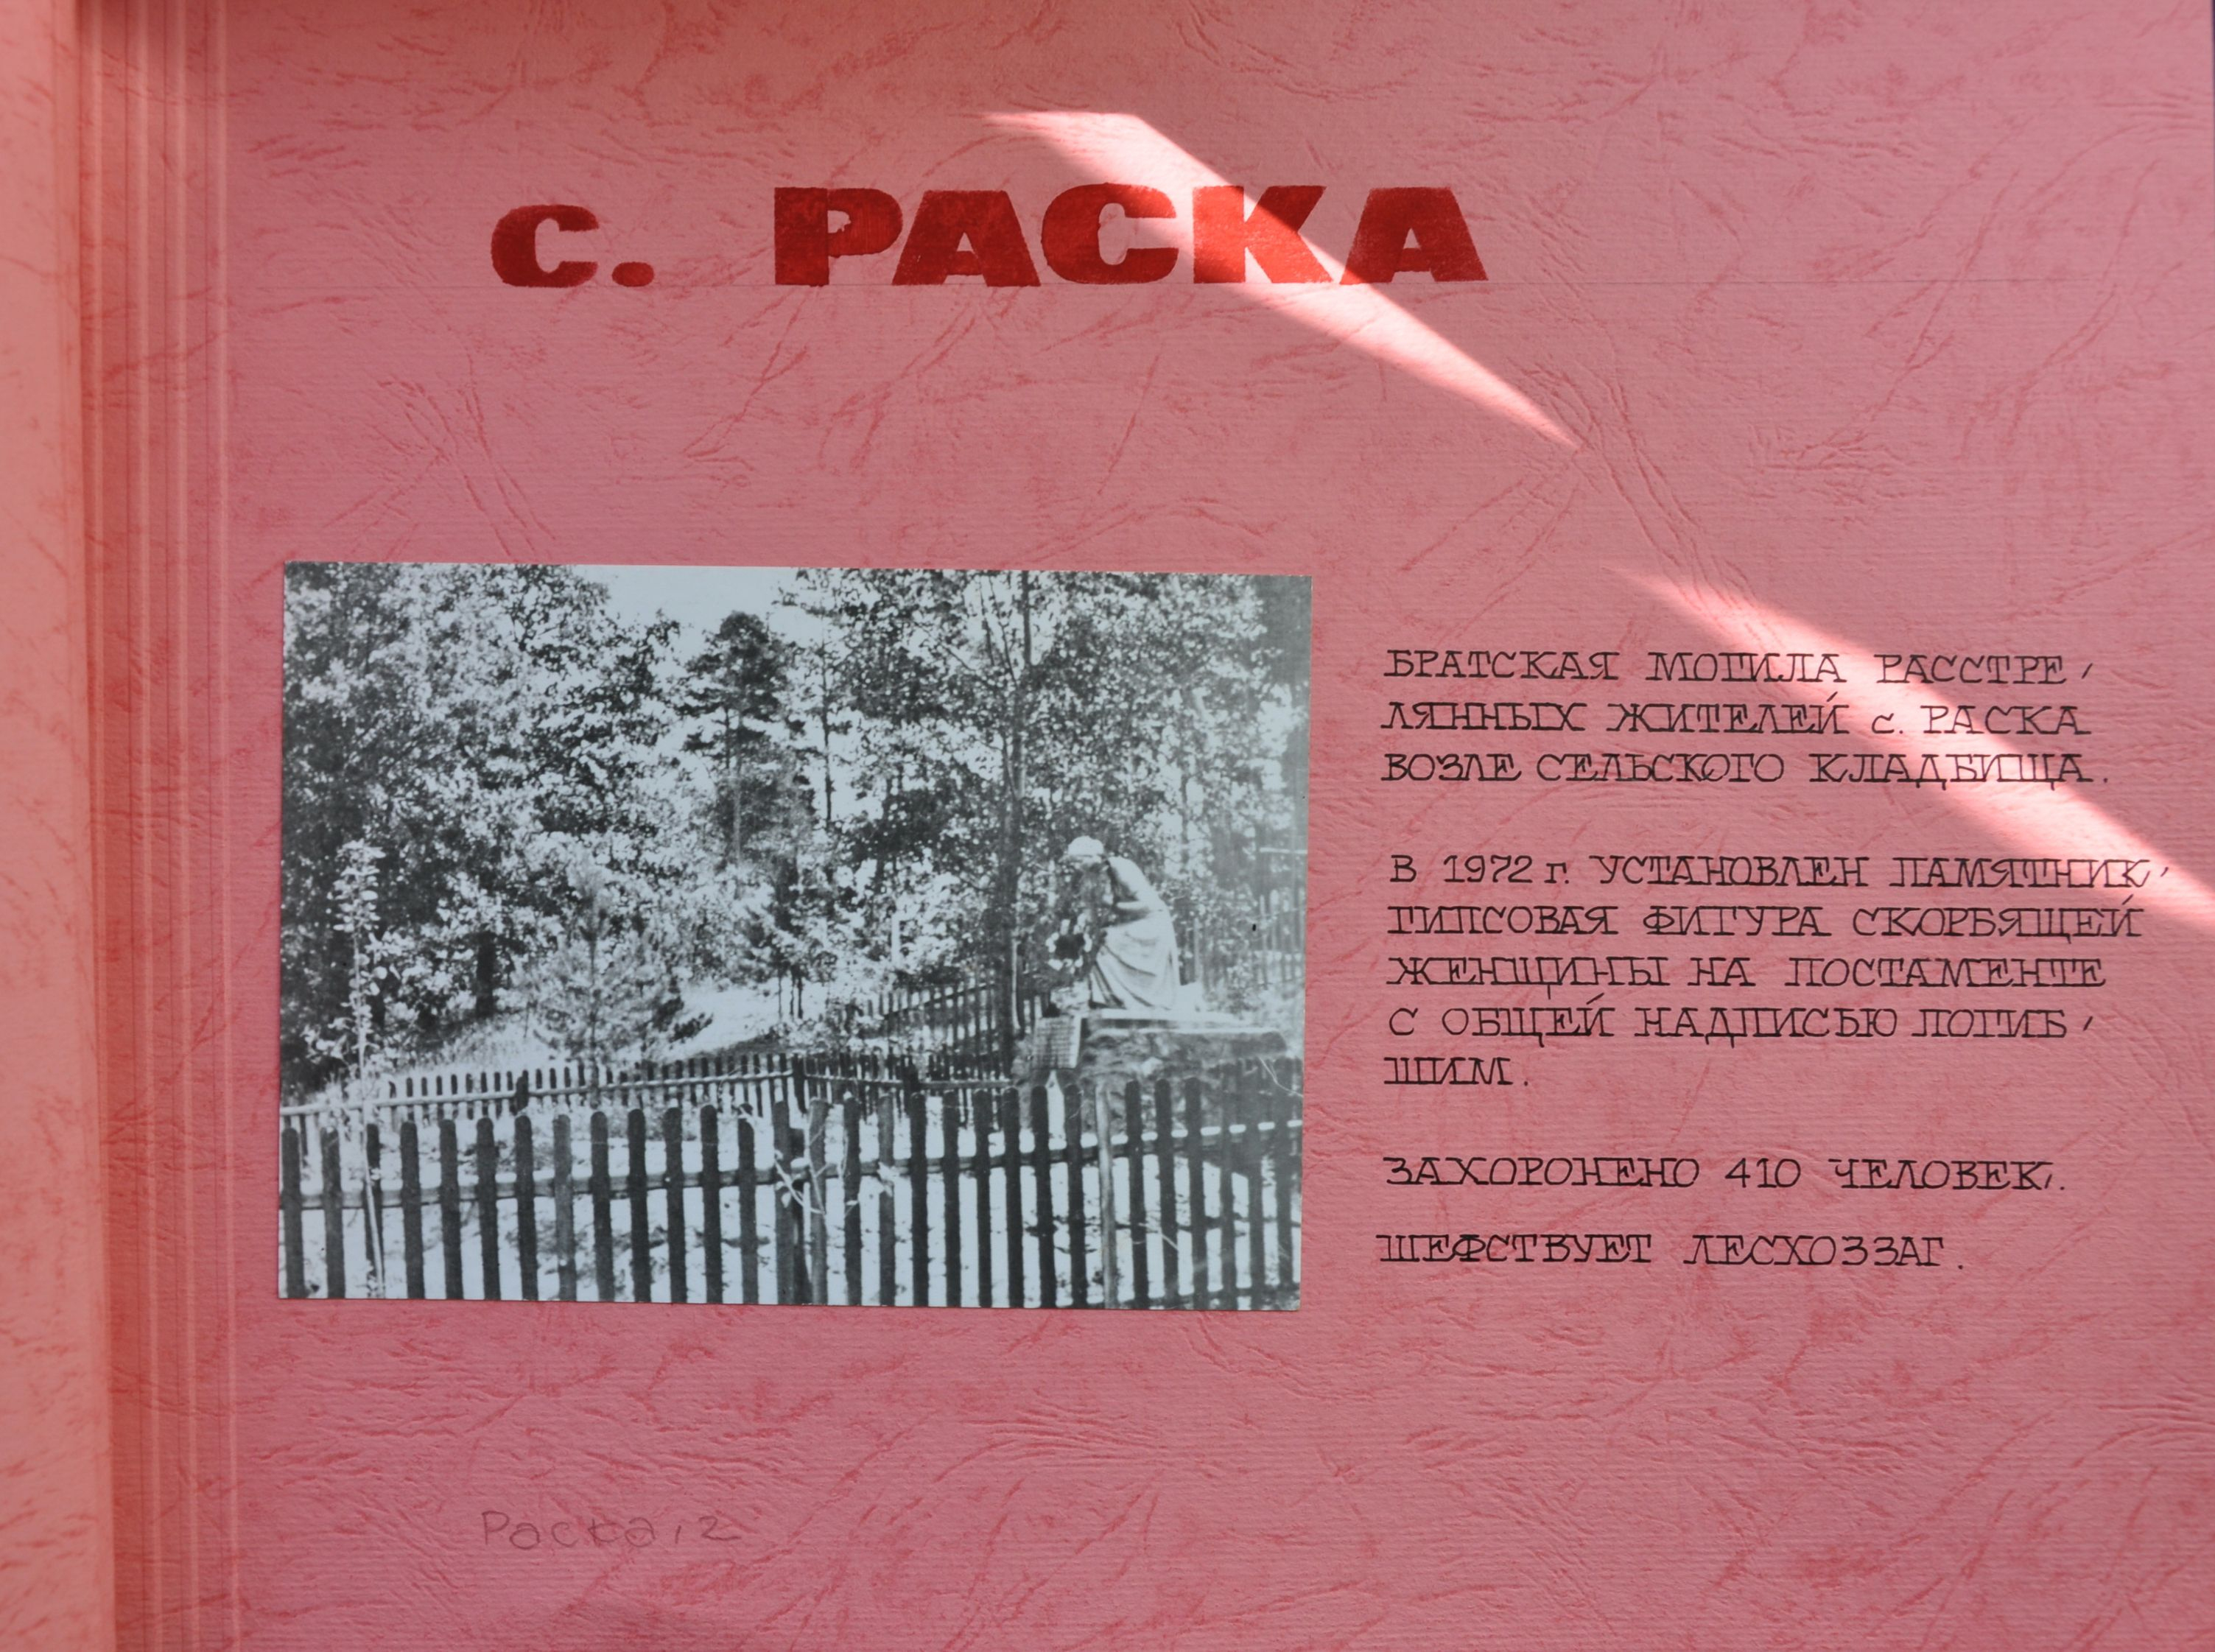 с. РАСКА
БРАТСКАЯ МОГИЛА РАССТРЕ-
ЛЯННЫХ ЖИТЕЛЕЙ с. РАСКА
ВОЗЛЕ СЕЛЬСКОГО КЛАДБИЩА.
В 1972 г. УСТАНОВЛЕН ПАМЯТНИК-
ГИПСОВАЯ ФИГУРА СКОРБЯЩЕЙ
ЖЕНЩИНЫ НА ПОСТАМЕНТЕ
С ОБЩЕЙ НАДПИСЬЮ ПОГИБ-
ШИМ.
ЗАХОРОНЕНО 410 ЧЕЛОВЕК.
ШЕФСТВУЕТ ЛЕСХОЗЗАГ.
Раска, 2